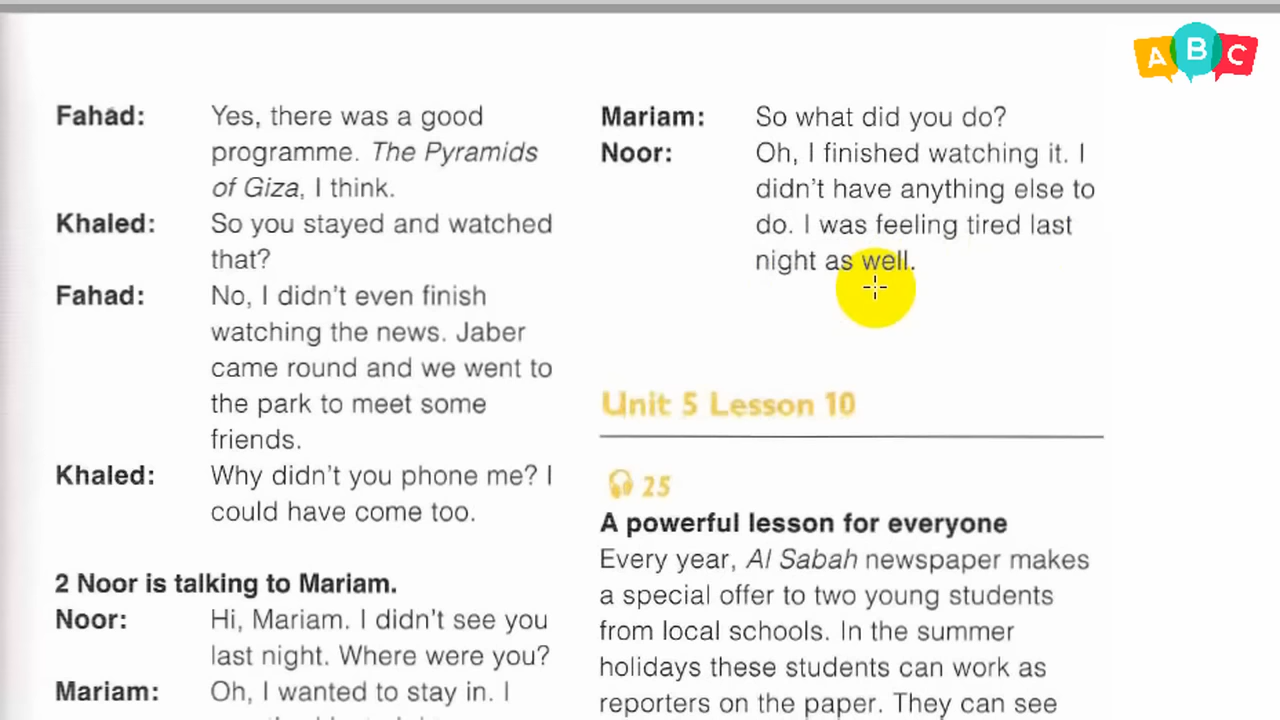 A B C
Fahad: Yes, there was a good
programme. The Pyramids
of Giza, I think.
Khaled: So you stayed and watched
that?
Fahad: No, I didn't even finish
watching the news. Jaber
came round and we went to
the park to meet some
friends.
Khaled: Why didn't you phone me? I
could have come too.
2 Noor is talking to Mariam.
Noor: Hi, Mariam. I didn't see you
last night. Where were you?
Mariam: Oh, I wanted to stay in. I
Mariam: So what did you do?
Noor: Oh, I finished watching it. I
didn't have anything else to
do. I was feeling tired last
night as well.
Unit 5 Lesson 10
25
A powerful lesson for everyone
Every year, Al Sabah newspaper makes
a special offer to two young students
from local schools. In the summer
holidays these students can work as
reporters on the paper. They can see